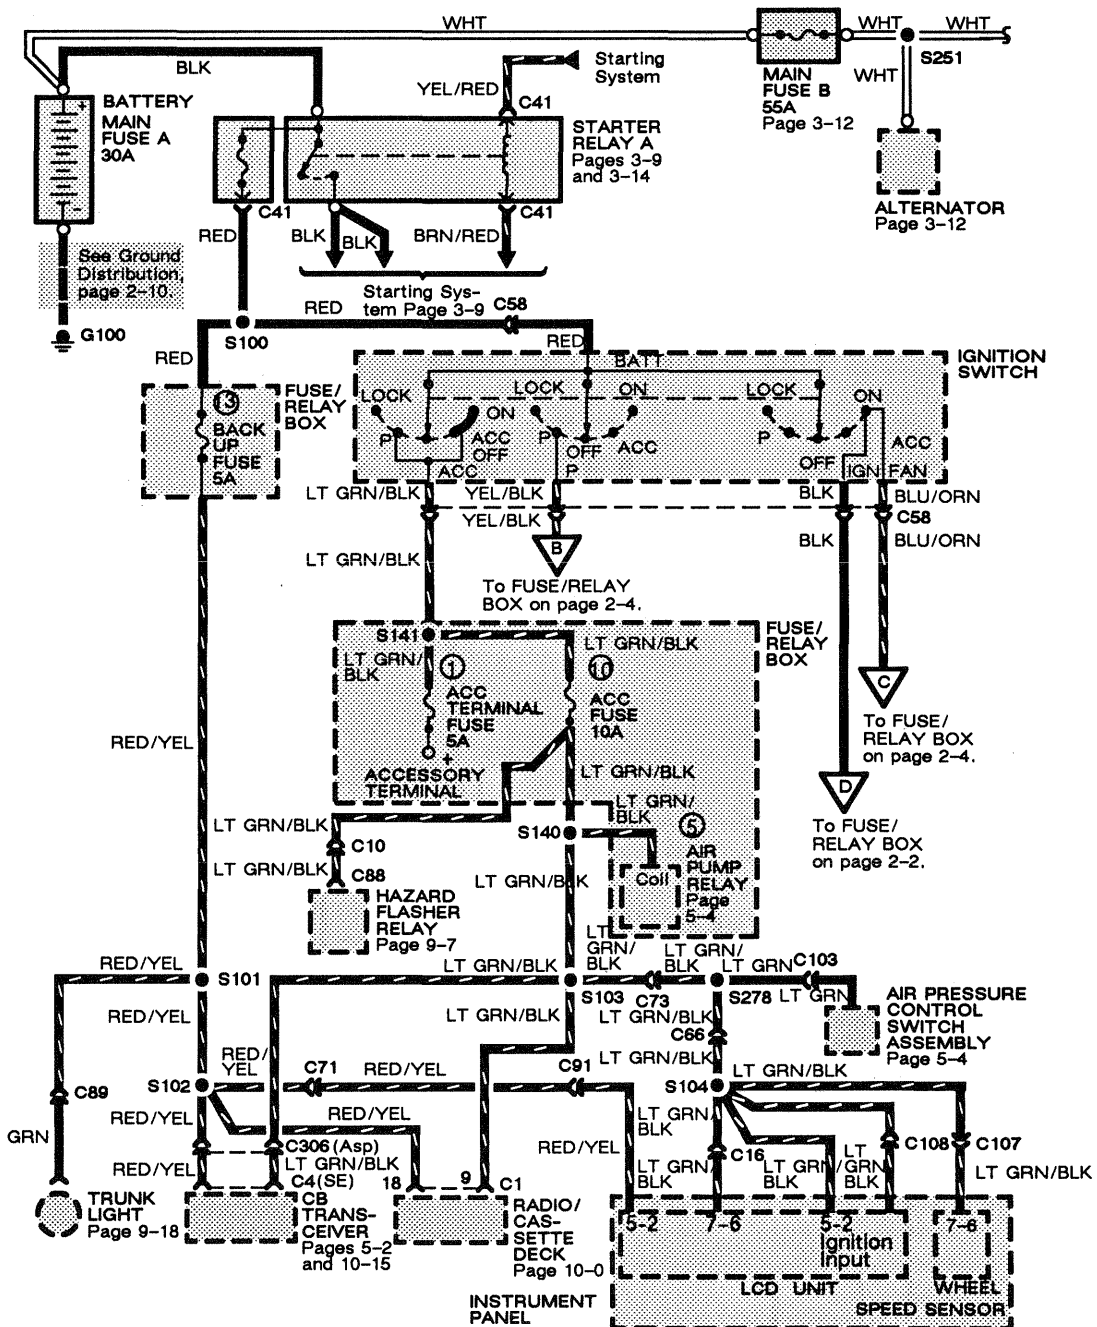 WHT
WHT
WHT
BLK
Starting
System
YEL/RED
C41
MAIN
FUSE B
55A
Page 3-12
WHT
S251
BATTERY
MAIN
FUSE A
30A
+
-
STARTER
RELAY A
Pages 3-9
and 3-14
ALTERNATOR
Page 3-12
C41
C41
RED
BLK
BLK
BRN/RED
See Ground
Distribution,
page 2-10.
Starting Sys-
tem Page 3-9
G100
RED
C58
S100
RED
RED
BATT
IGNITION
SWITCH
FUSE/
RELAY
BOX
13
BACK
UP
FUSE
5A
LOCK
ON
P
ACC
OFF
ACC
LOCK
ON
P
OFF
ACC
P
LOCK
ON
P
ACC
OFF
IGN
FAN
LT GRN/BLK
YEL/BLK
BLK
BLU/ORN
C58
YEL/BLK
BLK
BLU/ORN
LT GRN/BLK
B
To FUSE/RELAY
BOX on page 2-4.
S141
LT GRN/BLK
FUSE/
RELAY
BOX
LT GRN/
BLK
1
ACC
TERMINAL
FUSE
5A
10
ACC
FUSE
10A
+
ACCESSORY
TERMINAL
C
To FUSE/
RELAY BOX
on page 2-4.
RED/YEL
LT GRN/BLK
D
To FUSE/
RELAY BOX
on page 2-2.
LT GRN/
BLK
LT GRN/BLK
S140
5
AIR
PUMP
RELAY
Page
5-4
Coil
C10
LT GRN/BLK
C88
LT GRN/BLK
HAZARD
FLASHER
RELAY
Page 9-7
LT
GRN/
BLK
LT GRN/
BLK
RED/YEL
S101
LT GRN/BLK
S103
C73
S278
LT GRN
C103
LT GRN
AIR PRESSURE
CONTROL
SWITCH
ASSEMBLY
Page 5-4
RED/YEL
LT GRN/BLK
LT GRN/BLK
C66
LT GRN/BLK
RED/
YEL
C71
RED/YEL
C91
S102
S104
LT GRN/BLK
C89
RED/YEL
RED/YEL
LT GRN/
BLK
GRN
C306 (Asp)
RED/YEL
C16
C108
C107
RED/YEL
LT GRN/BLK
C4(SE)
18
9
C1
LT GRN/
BLK
LT GRN/
BLK
LT
GRN/
BLK
LT GRN/BLK
TRUNK
LIGHT
Page 9-18
CB
TRANS-
CEIVER
Pages 5-2
and 10-15
RADIO/
CAS-
SETTE
DECK
Page 10-0
5-2
7-6
5-2
Ignition
Input
7-6
LCD UNIT
WHEEL
SPEED SENSOR
INSTRUMENT
PANEL